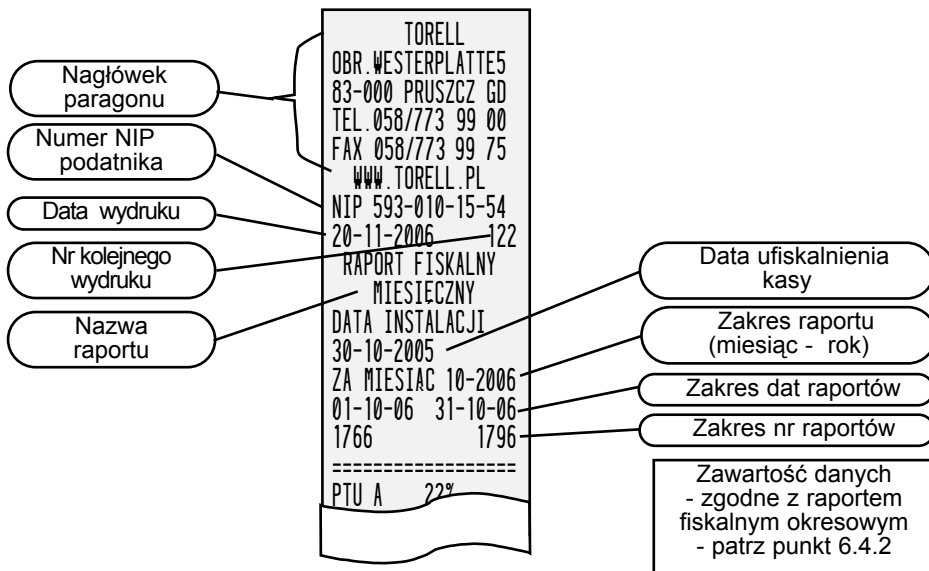 TORELL
OBR.WESTERPLATTE5
83-000 PRUSZCZ GD
TEL.058/773 99 00
FAX 058/773 99 75
WWW.TORELL.PL
NIP 593-010-15-54
20-11-2006 122
RAPORT FISKALNY
MIESIĘCZNY
DATA INSTALACJI
30-10-2005
ZA MIESIAC 10-2006
01-10-06 31-10-06
1766 1796
==================
PTU A 22%
Nagłówek
paragonu
Numer NIP
podatnika
Data wydruku
Nr kolejnego
wydruku
Nazwa
raportu
Data ufiskalnienia
kasy
Zakres raportu
(miesiąc - rok)
Zakres dat raportów
Zakres nr raportów
Zawartość danych
- zgodne z raportem
fiskalnym okresowym
- patrz punkt 6.4.2